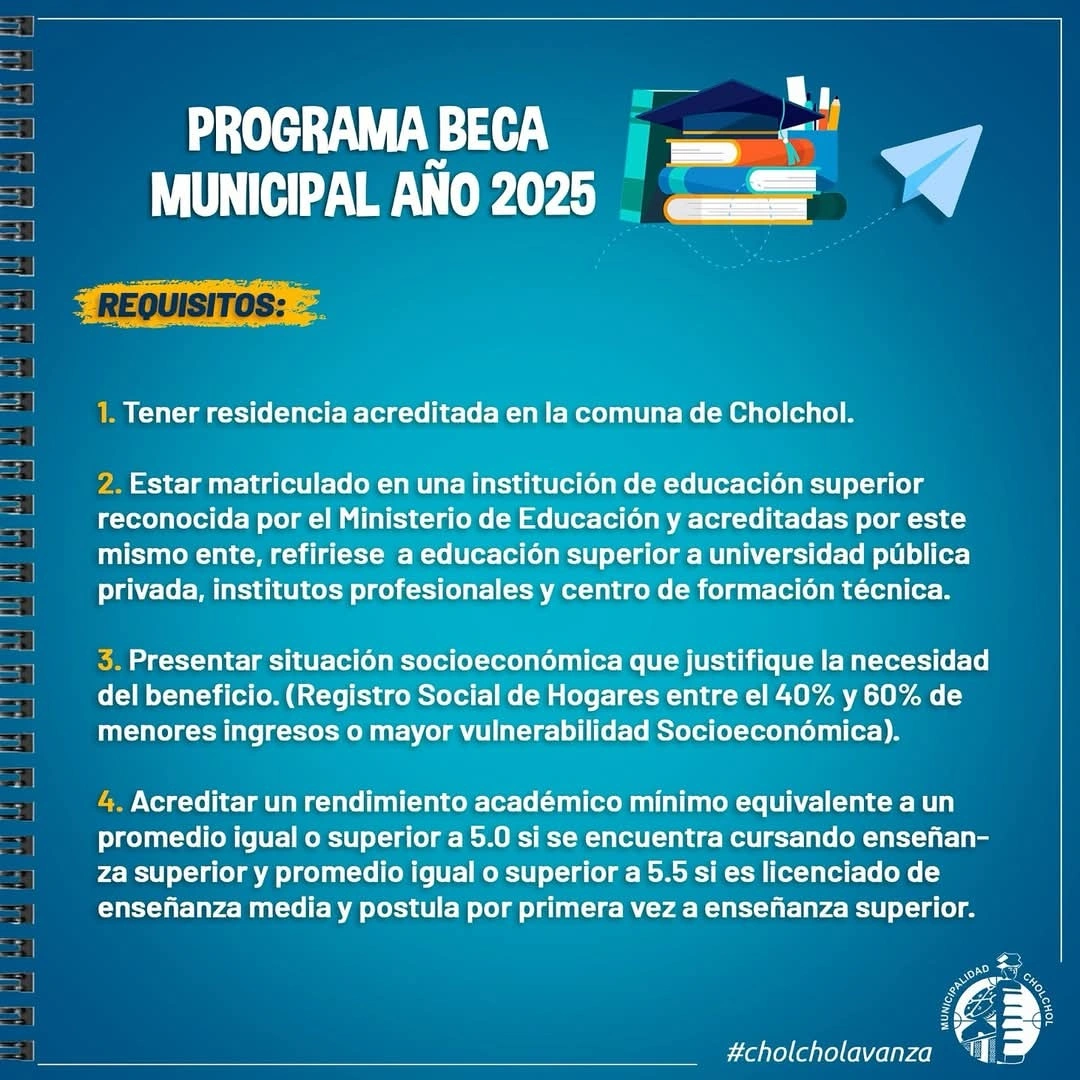 PROGRAMA BECA
MUNICIPAL AÑO 2025
REQUISITOS:
1. Tener residencia acreditada en la comuna de Cholchol.
2. Estar matriculado en una institución de educación superior
reconocida por el Ministerio de Educación y acreditadas por este
mismo ente, refiriese a educación superior a universidad pública
privada, institutos profesionales y centro de formación técnica.
3. Presentar situación socioeconómica que justifique la necesidad
del beneficio. (Registro Social de Hogares entre el 40% y 60% de
menores ingresos o mayor vulnerabilidad Socioeconómica).
4. Acreditar un rendimiento académico mínimo equivalente a un
promedio igual o superior a 5.0 si se encuentra cursando enseñan-
za superior y promedio igual o superior a 5.5 si es licenciado de
enseñanza media y postula por primera vez a enseñanza superior.
MUNICIPALIDAD CHOLCHOL
#cholcholavanza